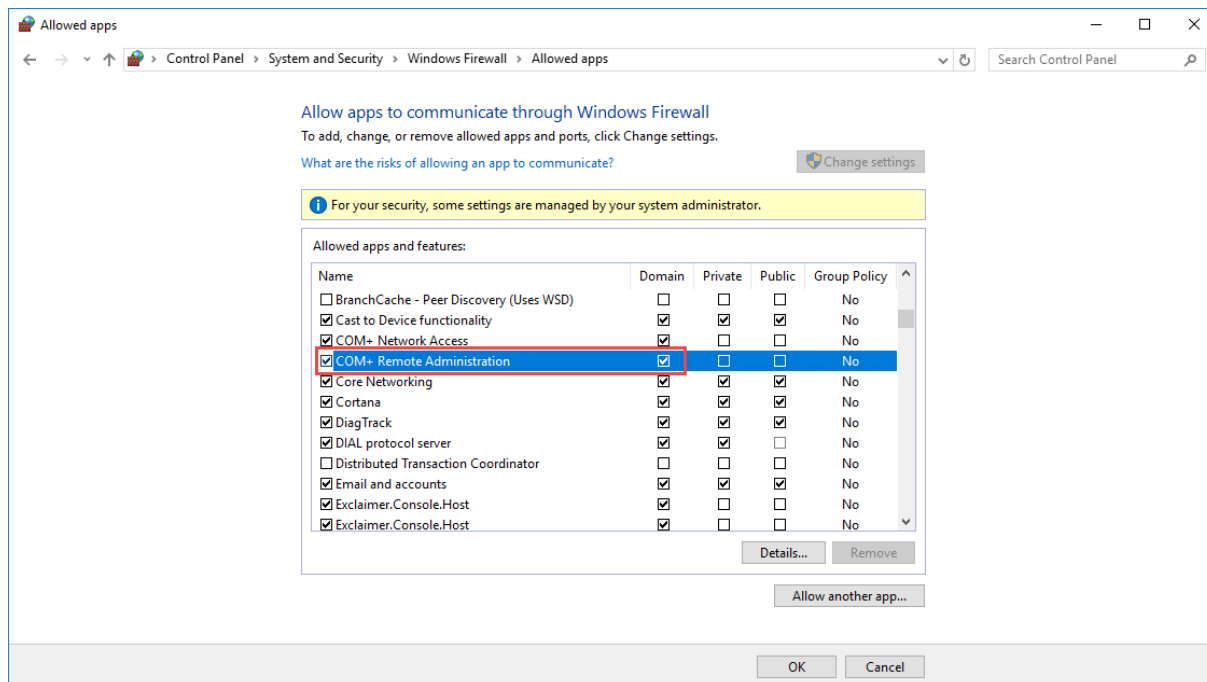 Allowed apps
Control Panel > System and Security > Windows Firewall > Allowed apps
Search Control Panel
Allow apps to communicate through Windows Firewall
To add, change, or remove allowed apps and ports, click Change settings.
What are the risks of allowing an app to communicate?
Change settings
For your security, some settings are managed by your system administrator.
Allowed apps and features:
Name Domain Private Public Group Policy
BranchCache - Peer Discovery (Uses WSD) No
Cast to Device functionality No
COM+ Network Access No
COM+ Remote Administration No
Core Networking No
Cortana No
DiagTrack No
DIAL protocol server No
Distributed Transaction Coordinator No
Email and accounts No
Exclaimer.Console.Host No
Exclaimer.Console.Host No
Details... Remove
Allow another app...
OK Cancel